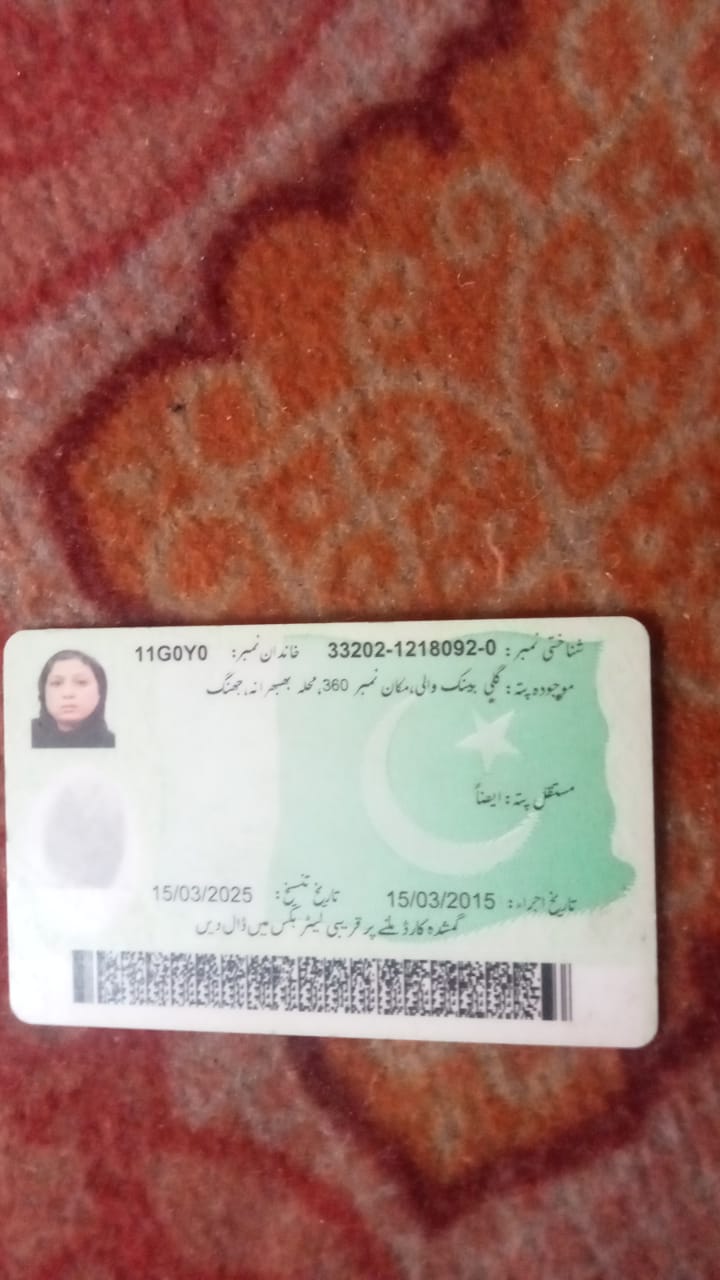 شناختی نمبر: 33202-1218092-0 خاندان نمبر: 11G0Y0
موجودہ پتہ: گلی بینک والی، مکان نمبر 360، محلہ بھبھرانہ، جھنگ
مستقل پتہ: ایضاً
تاریخ اجراء: 15/03/2015 تاریخ تنسیخ: 15/03/2025
گمشدہ کارڈ ملنے پر قریبی لیٹر بکس میں ڈال دیں